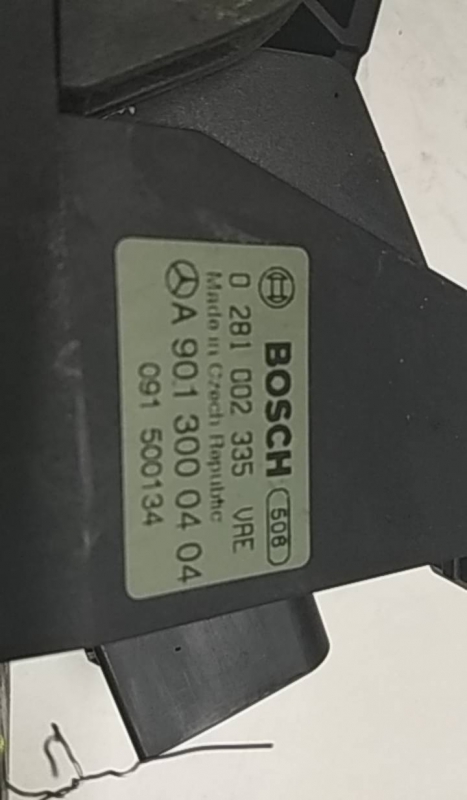 BOSCH 508
0 281 002 335 VAE
Made in Czech Republic
A 901 300 04 04
091 500134